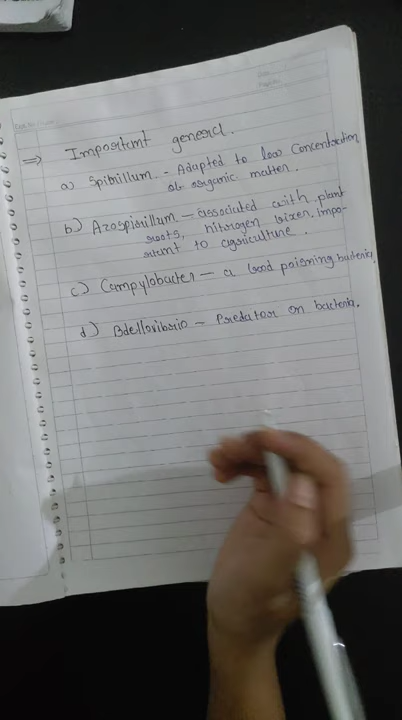 ⇒ Important genera.
a) Spirillum. - Adapted to low concentration
of organic matter.
b) Azospirillum - associated with plant
roots, nitrogen fixer, impo-
rtant to agriculture.
c) Campylobacter - a food poisoning bacteria,
d) Bdellovibrio - Predator on bacteria.